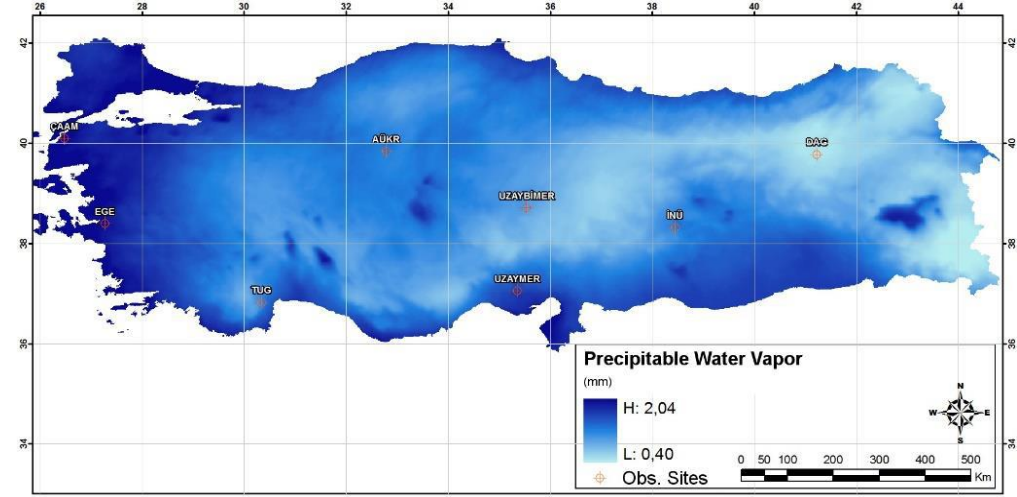 26 28 30 32 34 36 38 40 42 44
42 42
ÇAAM AÜKR DAG
40 40
UZAYBİMER
EGE İNÜ
38 38
UZAYMER
TUG
36 36
Precipitable Water Vapor
(mm)
H: 2,04
N
W E
S
34 34
L: 0,40
0 50 100 200 300 400 500
Km
Obs. Sites